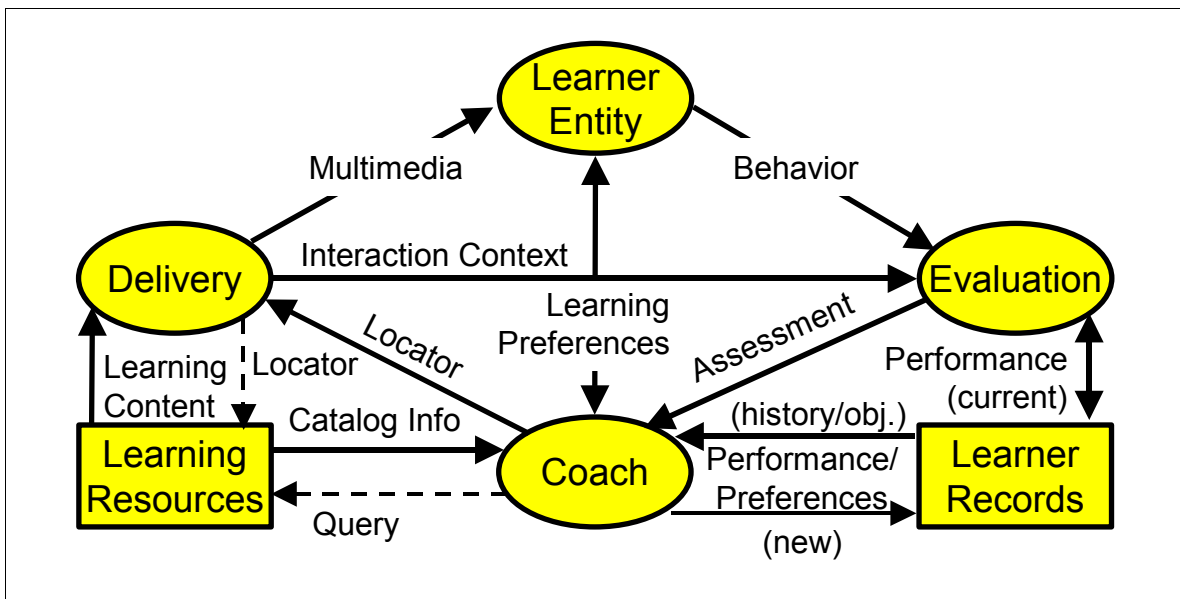 Learner
Entity
Multimedia
Behavior
Interaction Context
Delivery
Evaluation
Learning
Preferences
Locator
Assessment
Locator
Learning
Content
Performance
(current)
Catalog Info
(history/obj.)
Learning
Resources
Coach
Performance/
Preferences
Learner
Records
Query
(new)